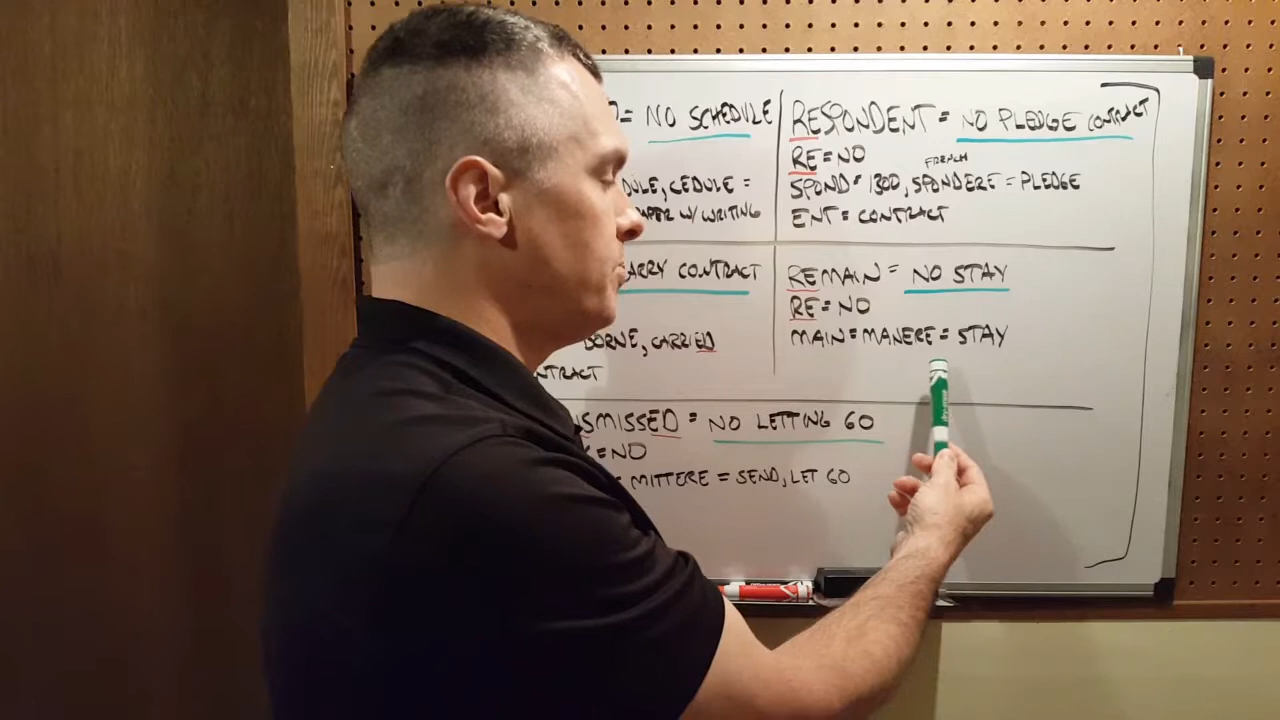 = NO SCHEDULE
DULE, CEDULE =
W/ WRITING
RESPONDENT = NO PLEDGE CONTRACT
RE = NO
FRENCH
SPOND = 1300, SPONDERE = PLEDGE
ENT = CONTRACT
ARRY CONTRACT
BORNE, CARRIED
NTRACT
REMAIN = NO STAY
RE = NO
MAIN = MANERE = STAY
SMISSED = NO LETTING GO
= NO
= MITTERE = SEND, LET GO